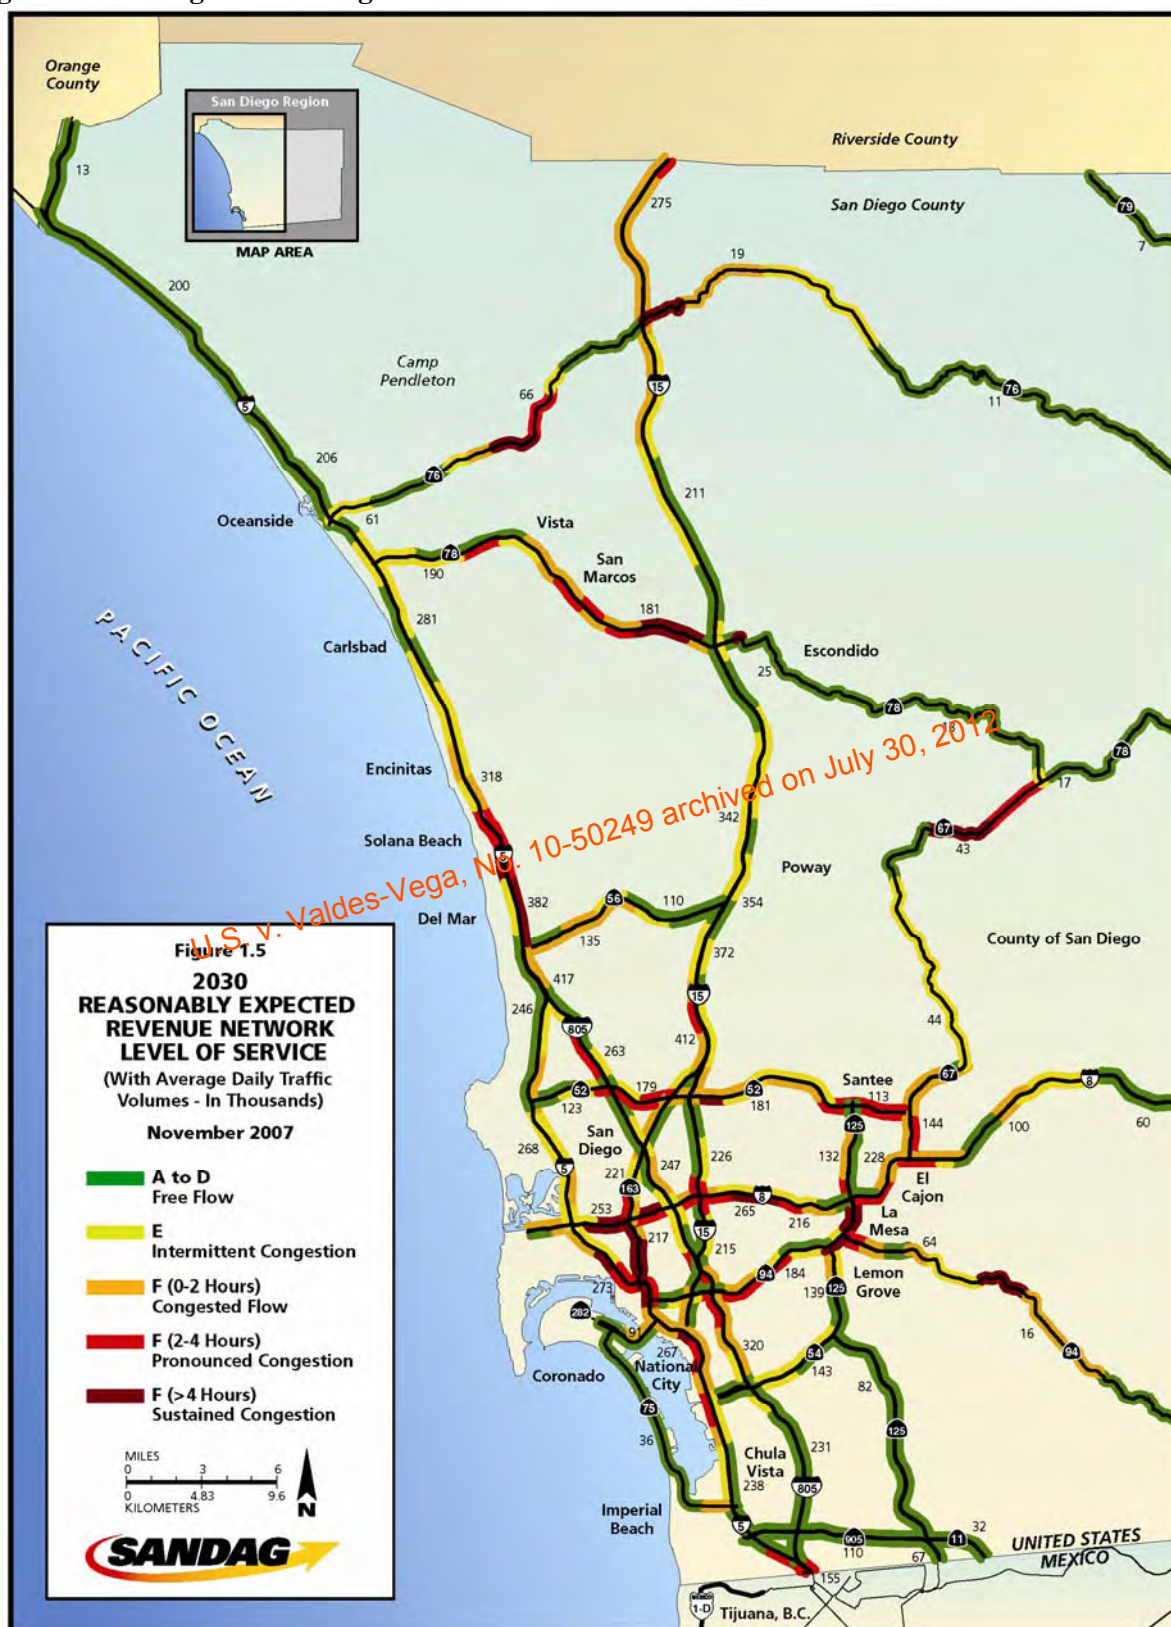 Orange
County
San Diego Region
MAP AREA
Riverside County
San Diego County
13
275
79
7
19
200
Camp
Pendleton
15
66
76
11
5
206
76
211
Oceanside
61
Vista
78
190
San
Marcos
181
281
Carlsbad
Escondido
25
78
PACIFIC OCEAN
78
17
Encinitas
318
342
Solana Beach
67
43
5
Poway
U.S. v. Valdes-Vega, No. 10-50249 archived on July 30, 2012
56
110
354
382
Del Mar
135
County of San Diego
372
417
15
246
805
44
412
263
67
8
52
179
52
Santee
113
123
181
125
144
100
60
San
Diego
268
5
221
247
226
132
228
163
El
Cajon
8
253
265
216
La
Mesa
217
15
215
64
94
184
Lemon
Grove
273
139
125
282
91
16
267
320
94
Coronado
National
City
54
143
82
75
36
125
Chula
Vista
231
238
805
Imperial
Beach
5
905
110
11
32
67
UNITED STATES
MEXICO
155
MEXICO
1-D
Tijuana, B.C.
Figure 1.5
2030
REASONABLY EXPECTED
REVENUE NETWORK
LEVEL OF SERVICE
(With Average Daily Traffic
Volumes - In Thousands)
November 2007
A to D
Free Flow
E
Intermittent Congestion
F (0-2 Hours)
Congested Flow
F (2-4 Hours)
Pronounced Congestion
F (>4 Hours)
Sustained Congestion
MILES
0 3 6
0 4.83 9.6
KILOMETERS
N
SANDAG